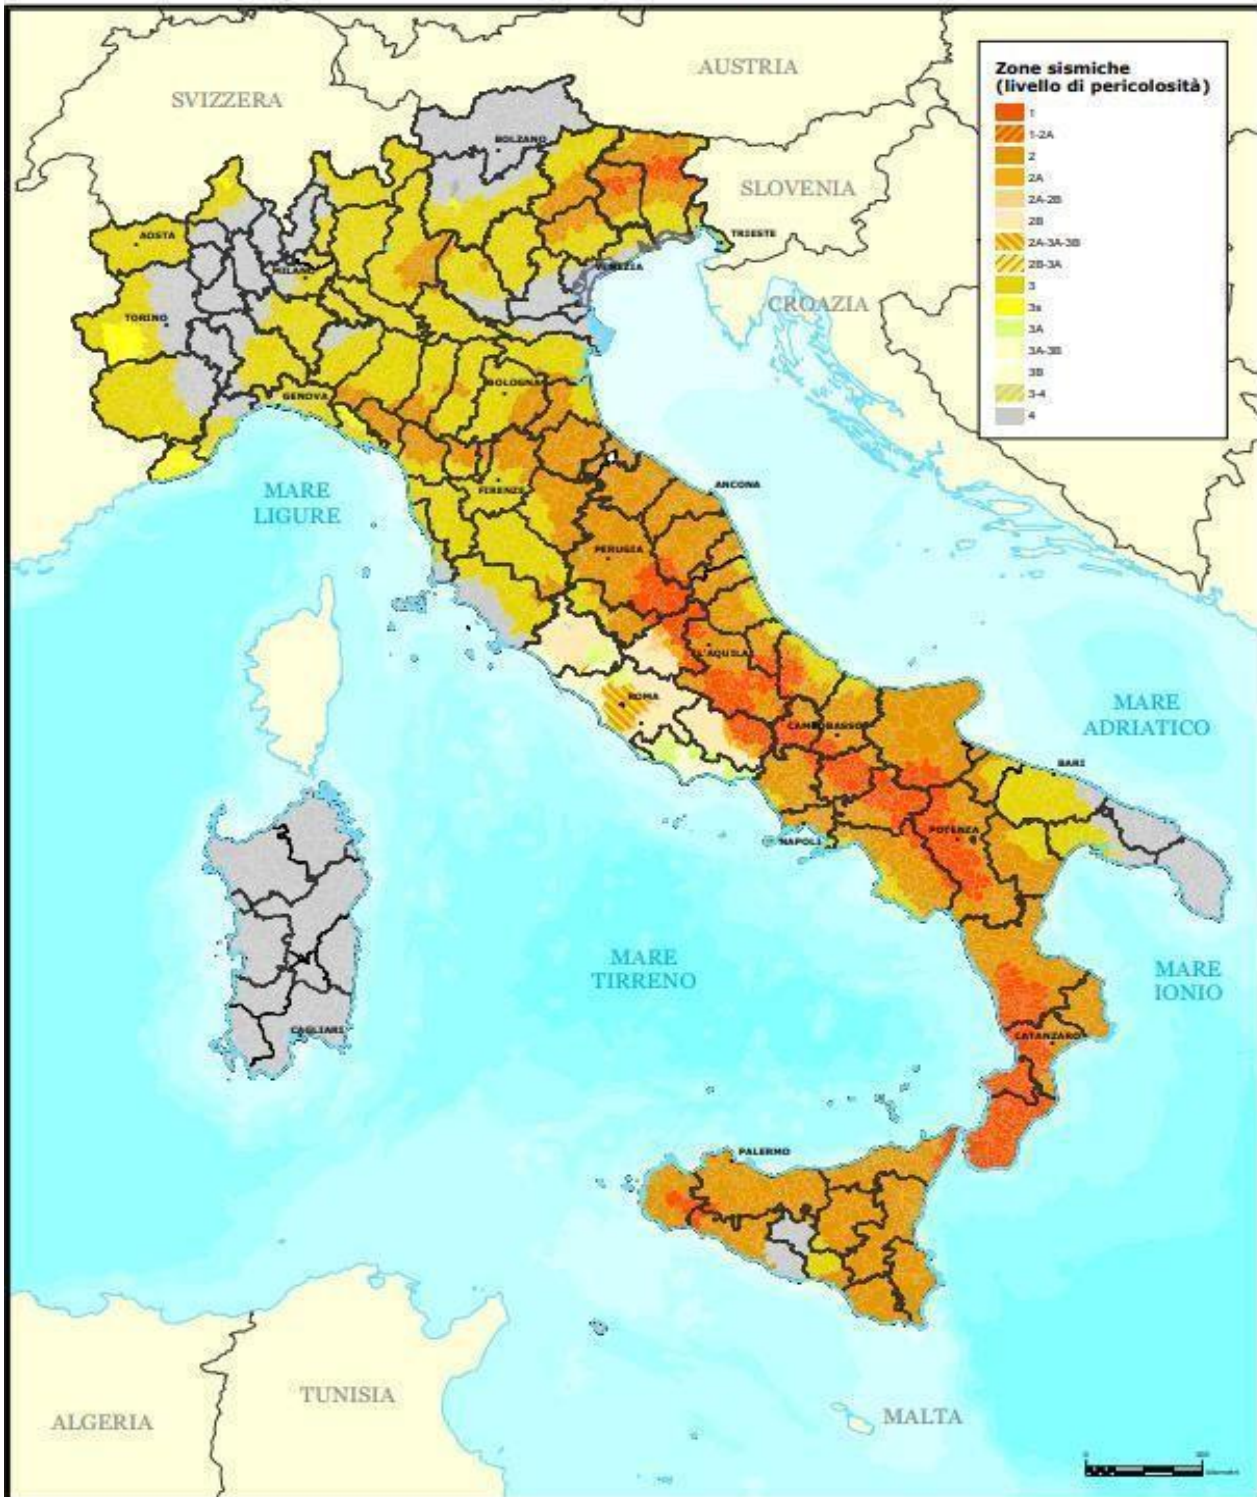 AUSTRIA
SVIZZERA
BOLZANO
SLOVENIA
AOSTA
TRIESTE
MILANO
VENEZIA
CROAZIA
TORINO
GENOVA
BOLOGNA
MARE
LIGURE
FIRENZE
ANCONA
PERUGIA
L'AQUILA
ROMA
CAMPOBASSO
MARE
ADRIATICO
BARI
NAPOLI
POTENZA
MARE
TIRRENO
MARE
IONIO
CAGLIARI
CATANZARO
PALERMO
TUNISIA
ALGERIA
MALTA
Zone sismiche
(livello di pericolosità)
1
1-2A
2
2A
2A-2B
2B
2A-3A-3B
2B-3A
3
3s
3A
3A-3B
3B
3-4
4
0